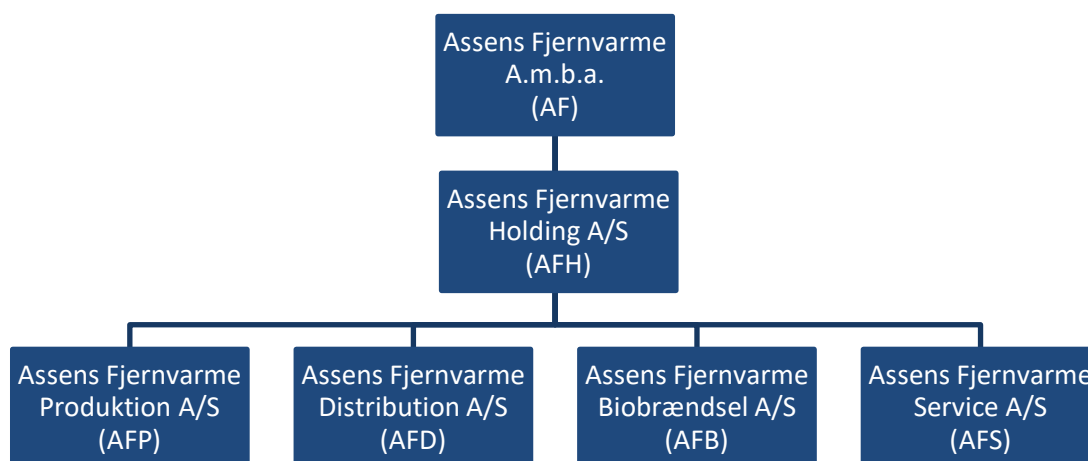 Assens Fjernvarme
A.m.b.a.
(AF)
Assens Fjernvarme
Holding A/S
(AFH)
Assens Fjernvarme
Produktion A/S
(AFP)
Assens Fjernvarme
Distribution A/S
(AFD)
Assens Fjernvarme
Biobrændsel A/S
(AFB)
Assens Fjernvarme
Service A/S
(AFS)